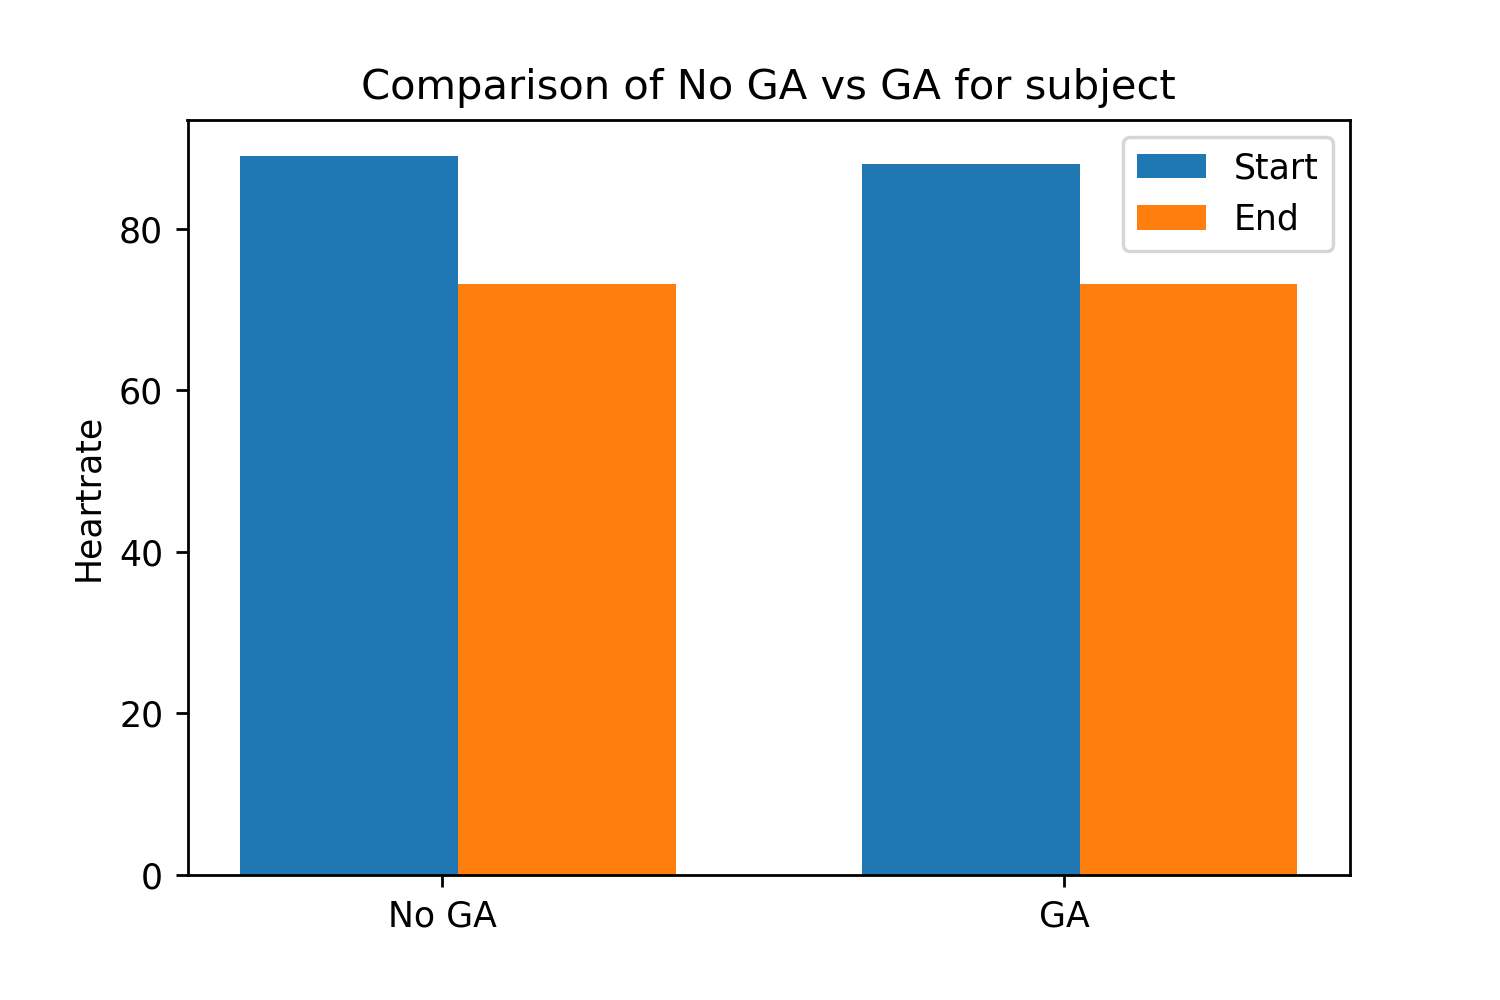 Comparison of No GA vs GA for subject
Start
End
Heartrate
80
60
40
20
0
No GA
GA